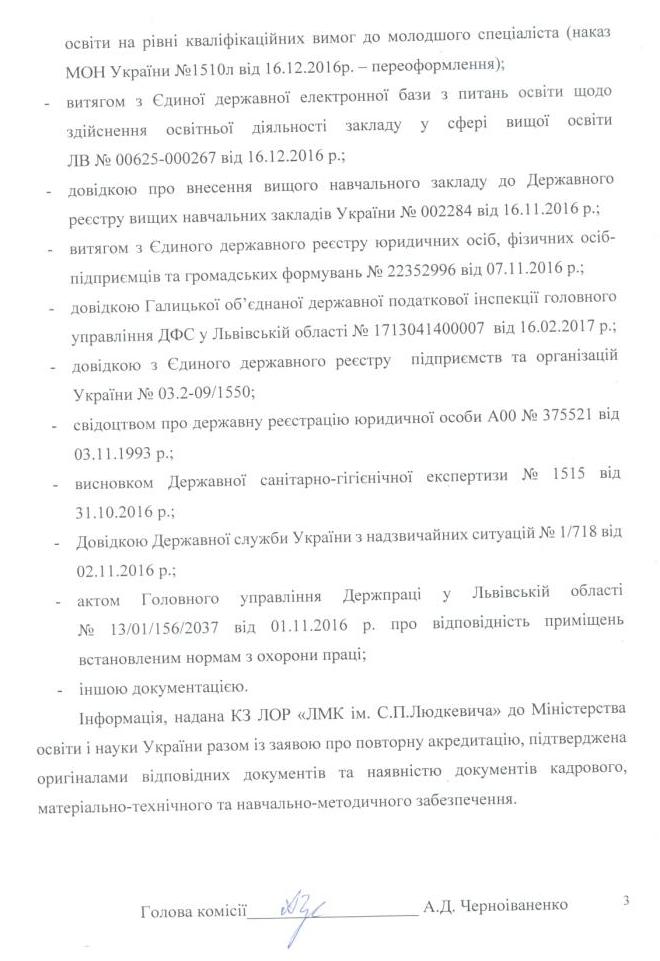 освіти на рівні кваліфікаційних вимог до молодшого спеціаліста (наказ
МОН України №1510л від 16.12.2016р. – переоформлення);
- витягом з Єдиної державної електронної бази з питань освіти щодо
здійснення освітньої діяльності закладу у сфері вищої освіти
ЛВ № 00625-000267 від 16.12.2016 р.;
- довідкою про внесення вищого навчального закладу до Державного
реєстру вищих навчальних закладів України № 002284 від 16.11.2016 р.;
- витягом з Єдиного державного реєстру юридичних осіб, фізичних осіб-
підприємців та громадських формувань № 22352996 від 07.11.2016 р.;
- довідкою Галицької об’єднаної державної податкової інспекції головного
управління ДФС у Львівській області № 1713041400007 від 16.02.2017 р.;
- довідкою з Єдиного державного реєстру підприємств та організацій
України № 03.2-09/1550;
- свідоцтвом про державну реєстрацію юридичної особи А00 № 375521 від
03.11.1993 р.;
- висновком Державної санітарно-гігієнічної експертизи № 1515 від
31.10.2016 р.;
- Довідкою Державної служби України з надзвичайних ситуацій № 1/718 від
02.11.2016 р.;
- актом Головного управління Держпраці у Львівській області
№ 13/01/156/2037 від 01.11.2016 р. про відповідність приміщень
встановленим нормам з охорони праці;
- іншою документацією.
Інформація, надана КЗ ЛОР «ЛМК ім. С.П.Людкевича» до Міністерства
освіти і науки України разом із заявою про повторну акредитацію, підтверджена
оригіналами відповідних документів та наявністю документів кадрового,
матеріально-технічного та навчально-методичного забезпечення.
Голова комісії_________________ А.Д. Черноіваненко 3